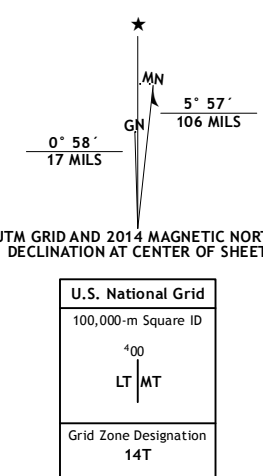 ★
MN
GN
5° 57´
106 MILS
0° 58´
17 MILS
UTM GRID AND 2014 MAGNETIC NORT
DECLINATION AT CENTER OF SHEET
U.S. National Grid
100,000-m Square ID
⁴00
LT MT
Grid Zone Designation
14T